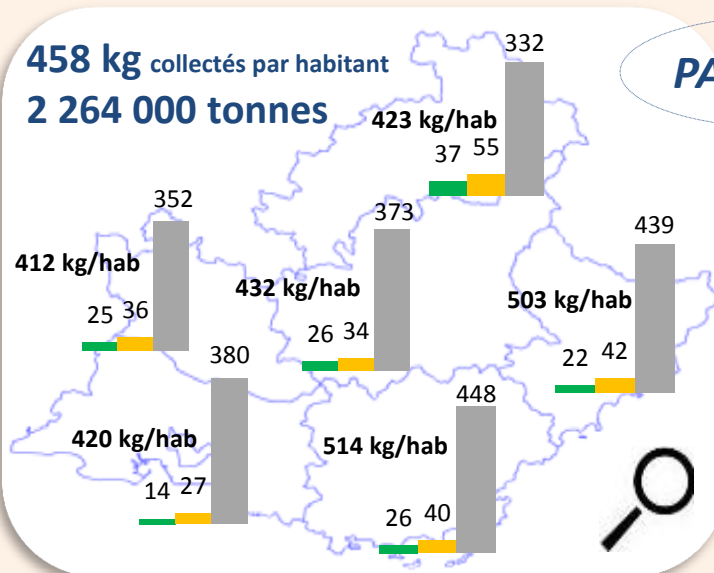 458 kg collectés par habitant
2 264 000 tonnes
PA
332
423 kg/hab
37 55
352
412 kg/hab
25 36
373
432 kg/hab
26 34
439
503 kg/hab
22 42
380
420 kg/hab
14 27
448
514 kg/hab
26 40